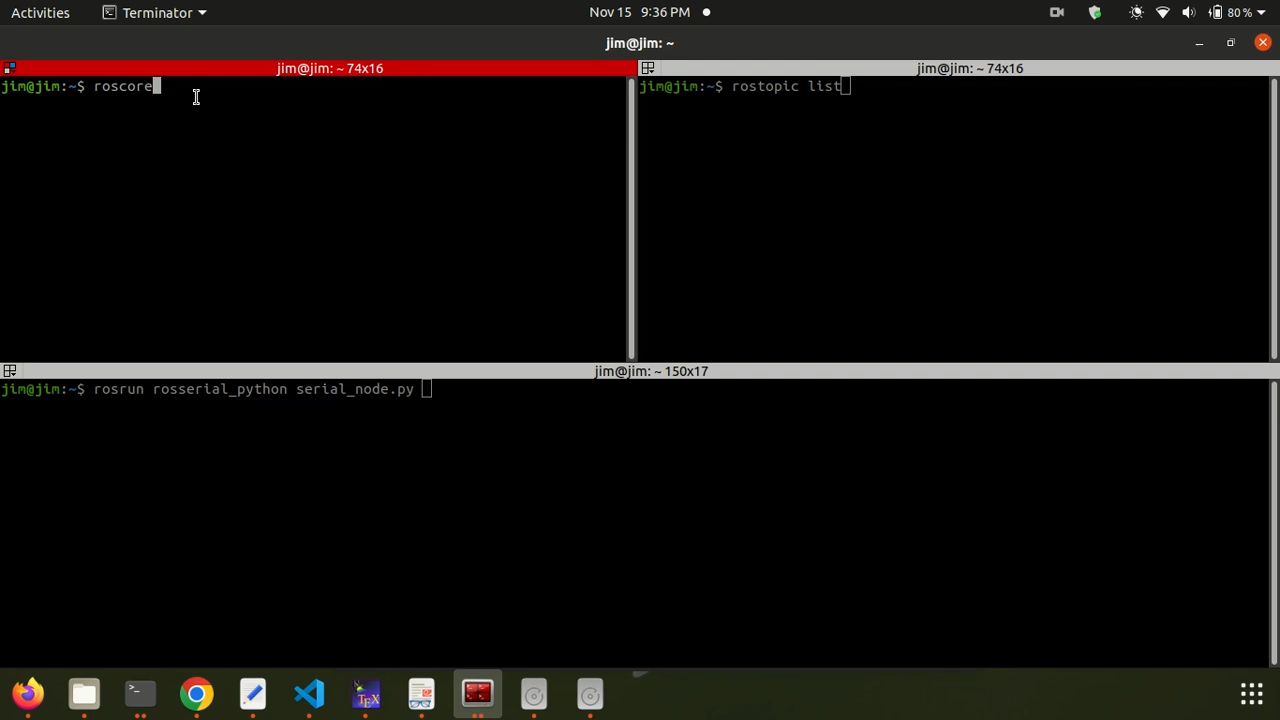 Activities Terminator Nov 15 9:36 PM 80%
jim@jim: ~
jim@jim: ~ 74x16
jim@jim: ~ 74x16
jim@jim:~$ roscore
jim@jim:~$ rostopic list
jim@jim: ~ 150x17
jim@jim:~$ rosrun rosserial_python serial_node.py
>_
TEX